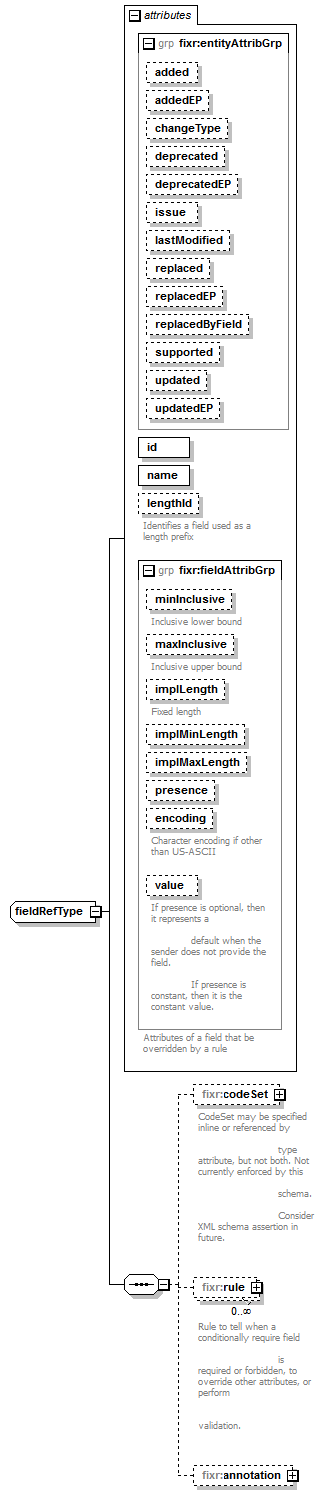 attributes
grp fixr:entityAttribGrp
added
addedEP
changeType
deprecated
deprecatedEP
issue
lastModified
replaced
replacedEP
replacedByField
supported
updated
updatedEP
id
name
lengthId
Identifies a field used as a
length prefix
grp fixr:fieldAttribGrp
minInclusive
Inclusive lower bound
maxInclusive
Inclusive upper bound
implLength
Fixed length
implMinLength
implMaxLength
presence
encoding
Character encoding if other
than US-ASCII
value
If presence is optional, then
it represents a
default when the
sender does not provide the
field.
If presence is
constant, then it is the
constant value.
Attributes of a field that be
overridden by a rule
fieldRefType
fixr:codeSet
CodeSet may be specified
inline or referenced by
type
attribute, but not both. Not
currently enforced by this
schema.
Consider
XML schema assertion in
future.
fixr:rule
0..∞
Rule to tell when a
conditionally require field
is
required or forbidden, to
override other attributes, or
perform
validation.
fixr:annotation